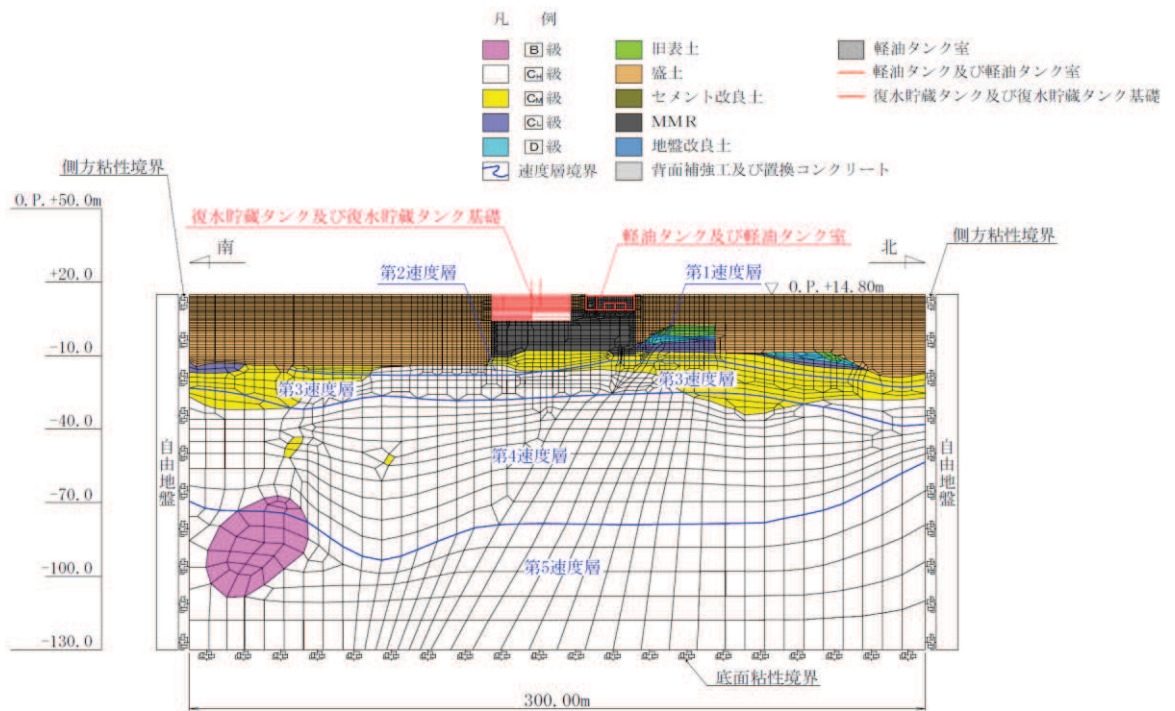 凡 例
B 級
CH 級
CM 級
CL 級
D 級
速度層境界
旧表土
盛土
セメント改良土
MMR
地盤改良土
背面補強工及び置換コンクリート
軽油タンク室
軽油タンク及び軽油タンク室
復水貯蔵タンク及び復水貯蔵タンク基礎
側方粘性境界
O.P.+50.0m
復水貯蔵タンク及び復水貯蔵タンク基礎
軽油タンク及び軽油タンク室
側方粘性境界
南
北
+20.0
第2速度層
第1速度層
O.P.+14.80m
-10.0
第3速度層
第3速度層
-40.0
自由地盤
自由地盤
第4速度層
-70.0
-100.0
第5速度層
-130.0
底面粘性境界
300.00m